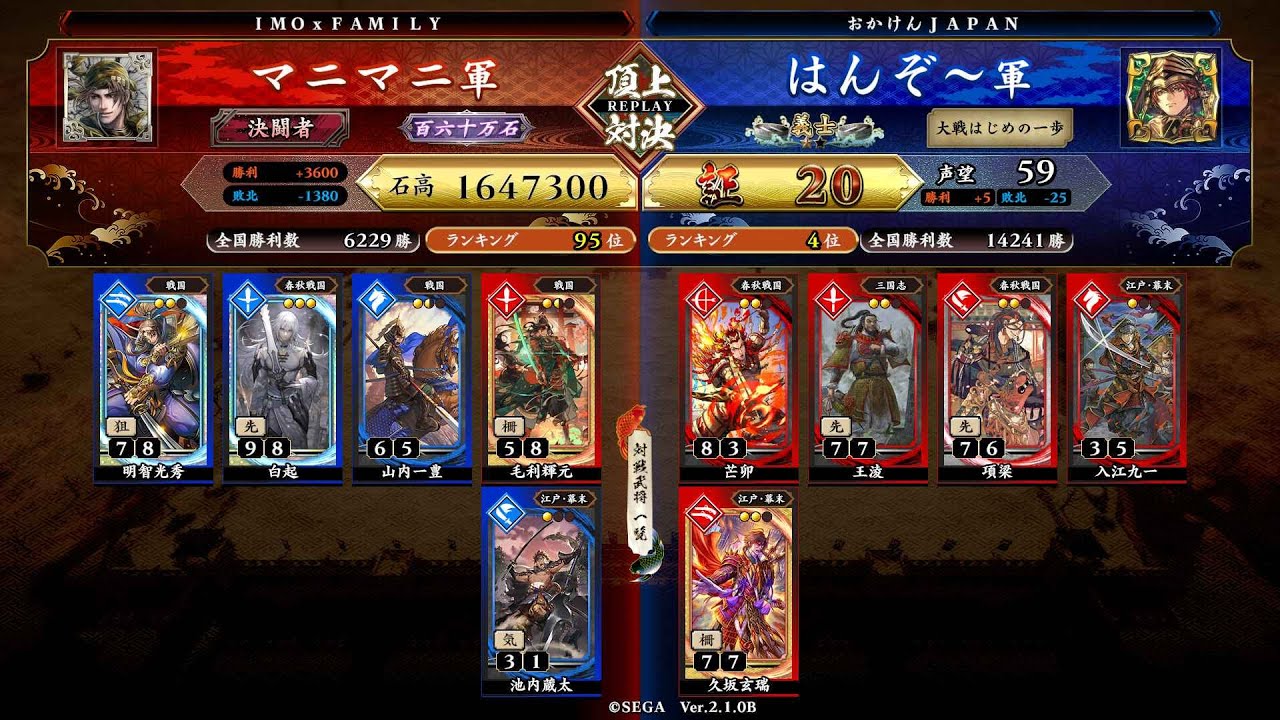 IMOxFAMILY
おかけんJAPAN
マニマニ軍
頂上
REPLAY
対決
はんぞ～軍
決闘者
百六十万石
義士
大戦はじめの一歩
勝利 +3600
敗北 -1380
石高 1647300
証 20
声望 59
勝利 +5 敗北 -25
全国勝利数 6229勝
ランキング 95位
ランキング 4位
全国勝利数 14241勝
戦国
狙
7 8
明智光秀
春秋戦国
先
9 8
白起
戦国
6 5
山内一豊
戦国
柵
5 8
毛利輝元
対戦武将一覧
春秋戦国
8 3
芒卯
三国志
先
7 7
王淩
春秋戦国
先
7 6
項梁
江戸・幕末
3 5
入江九一
江戸・幕末
気
3 1
池内蔵太
江戸・幕末
柵
7 7
久坂玄瑞
©SEGA Ver.2.1.0B